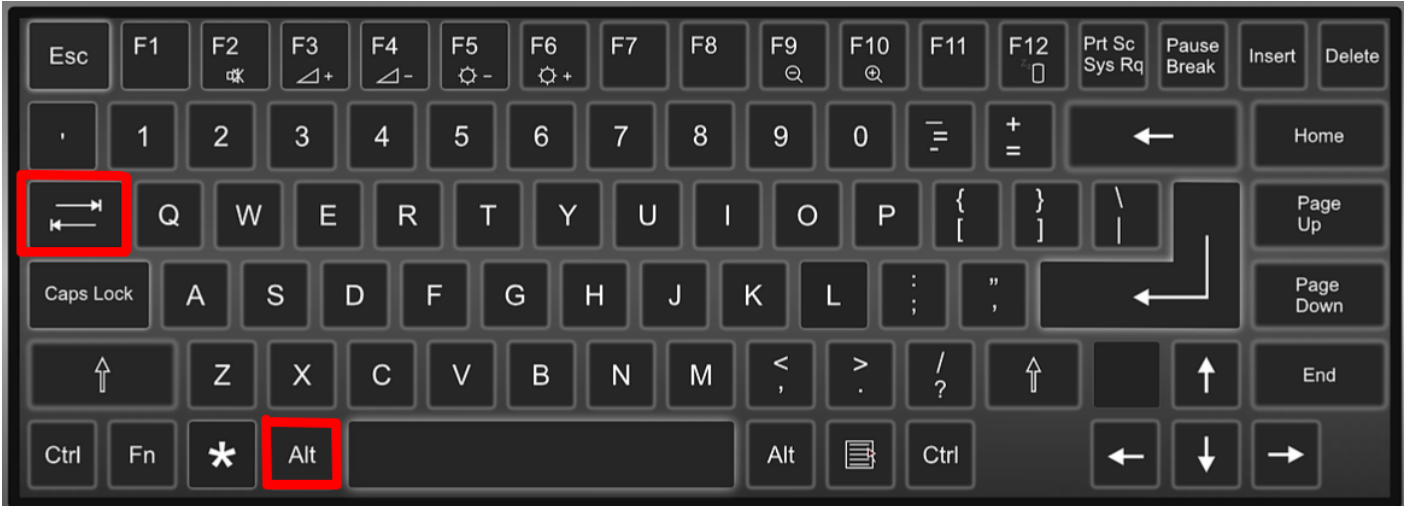 Esc F1 F2 F3 F4 F5 F6 F7 F8 F9 F10 F11 F12 Prt Sc Sys Rq Pause Break Insert Delete
+ - - +
' 1 2 3 4 5 6 7 8 9 0 _ = - + = ← Home
Q W E R T Y U I O P { [ } ] \ | Page Up
Caps Lock A S D F G H J K L : ; " , Page Down
⇧ Z X C V B N M < , > . / ? ⇧ ↑ End
Ctrl Fn * Alt Alt Ctrl ← ↓ →